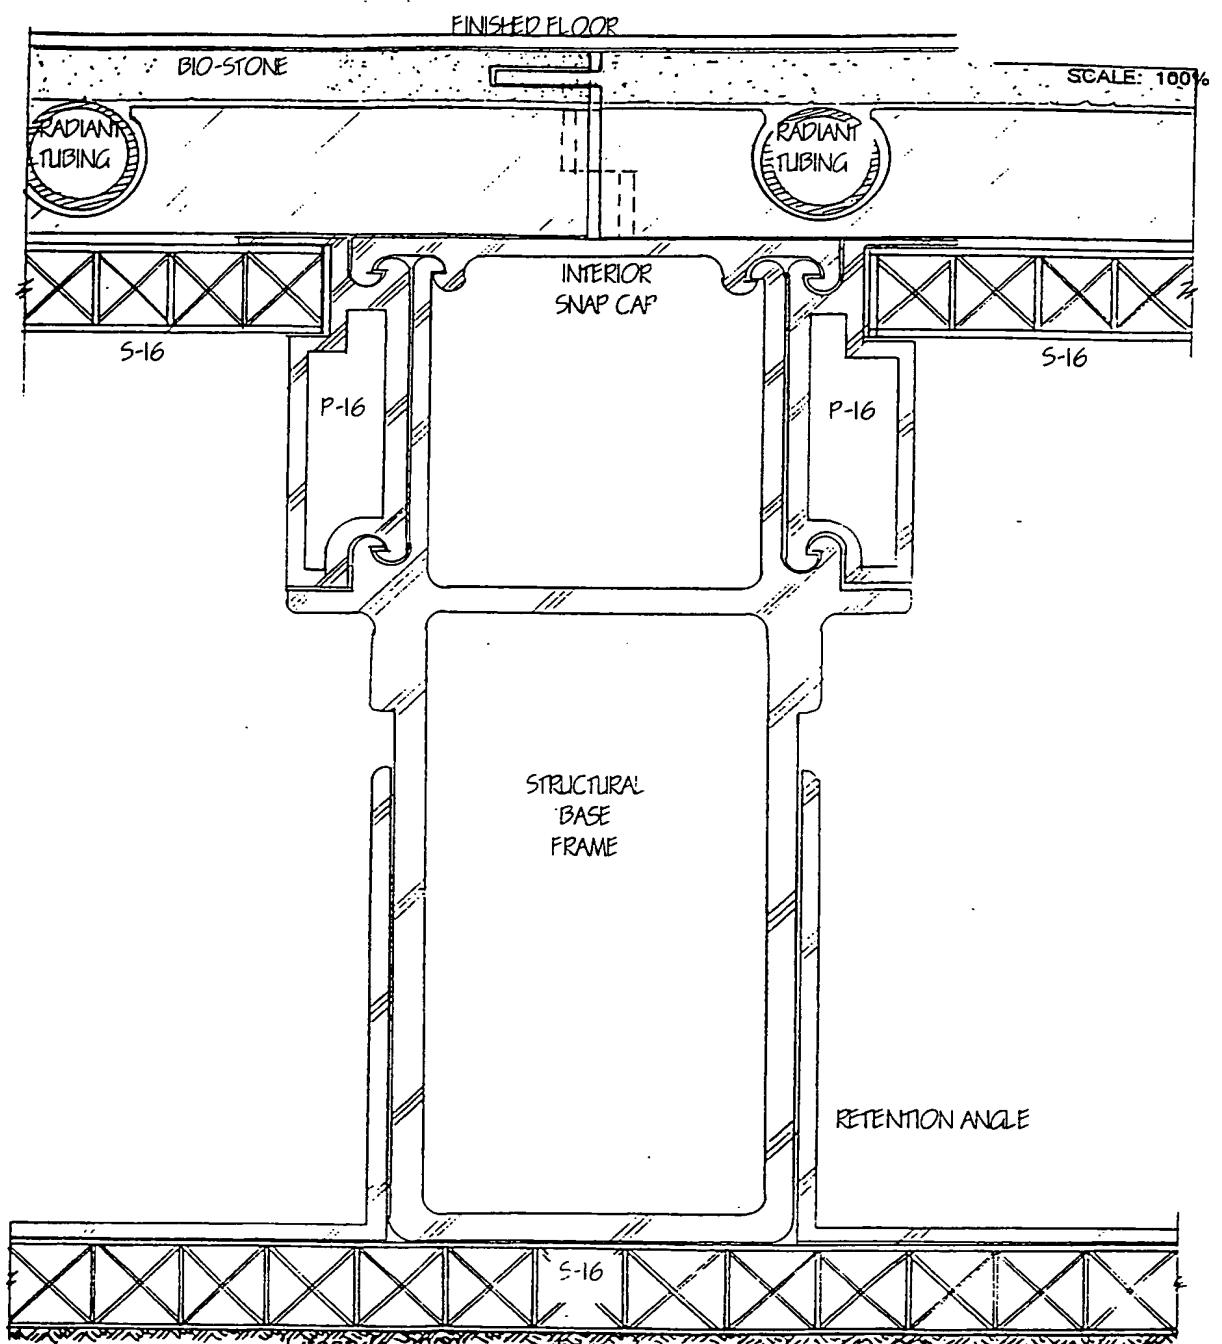 FINISHED FLOOR
BIO-STONE
SCALE: 100%
RADIANT
TUBING
RADIANT
TUBING
INTERIOR
SNAP CAP
S-16
S-16
P-16
P-16
STRUCTURAL
BASE
FRAME
RETENTION ANGLE
S-16